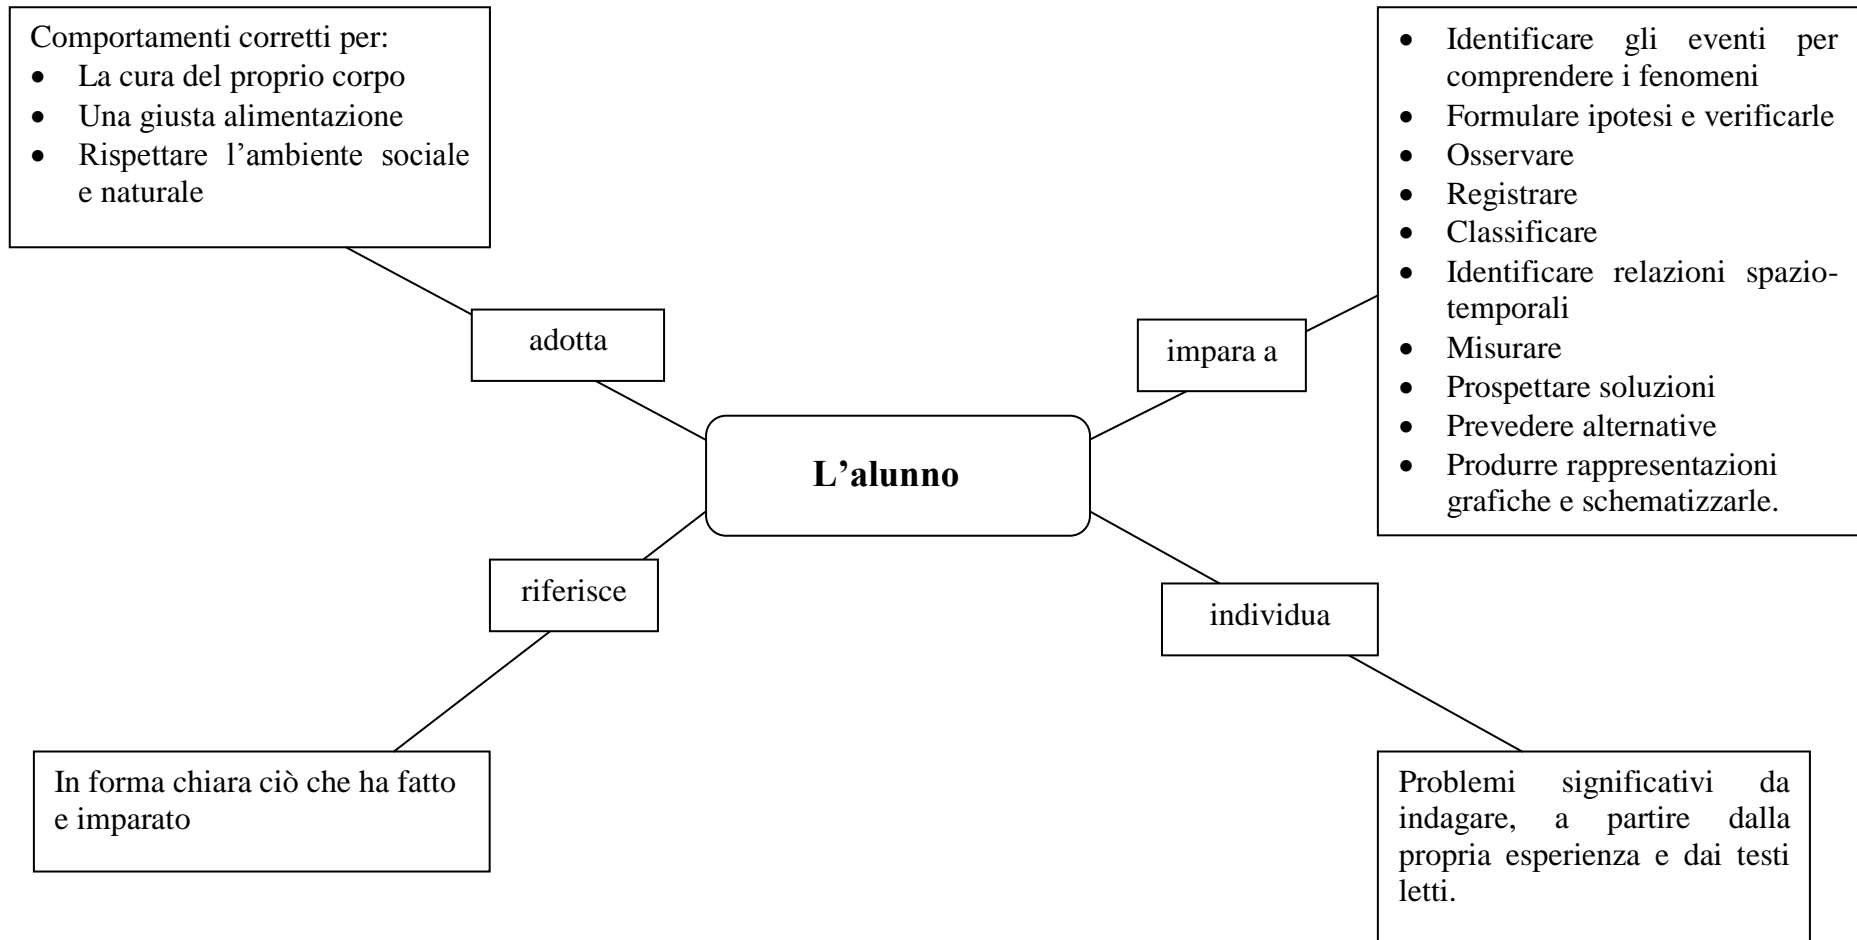 Comportamenti corretti per:
• La cura del proprio corpo
• Una giusta alimentazione
• Rispettare l’ambiente sociale
e naturale
• Identificare gli eventi per
comprendere i fenomeni
• Formulare ipotesi e verificarle
• Osservare
• Registrare
• Classificare
• Identificare relazioni spazio-
temporali
• Misurare
• Prospettare soluzioni
• Prevedere alternative
• Produrre rappresentazioni
grafiche e schematizzarle.
adotta
impara a
L’alunno
riferisce
individua
In forma chiara ciò che ha fatto
e imparato
Problemi significativi da
indagare, a partire dalla
propria esperienza e dai testi
letti.